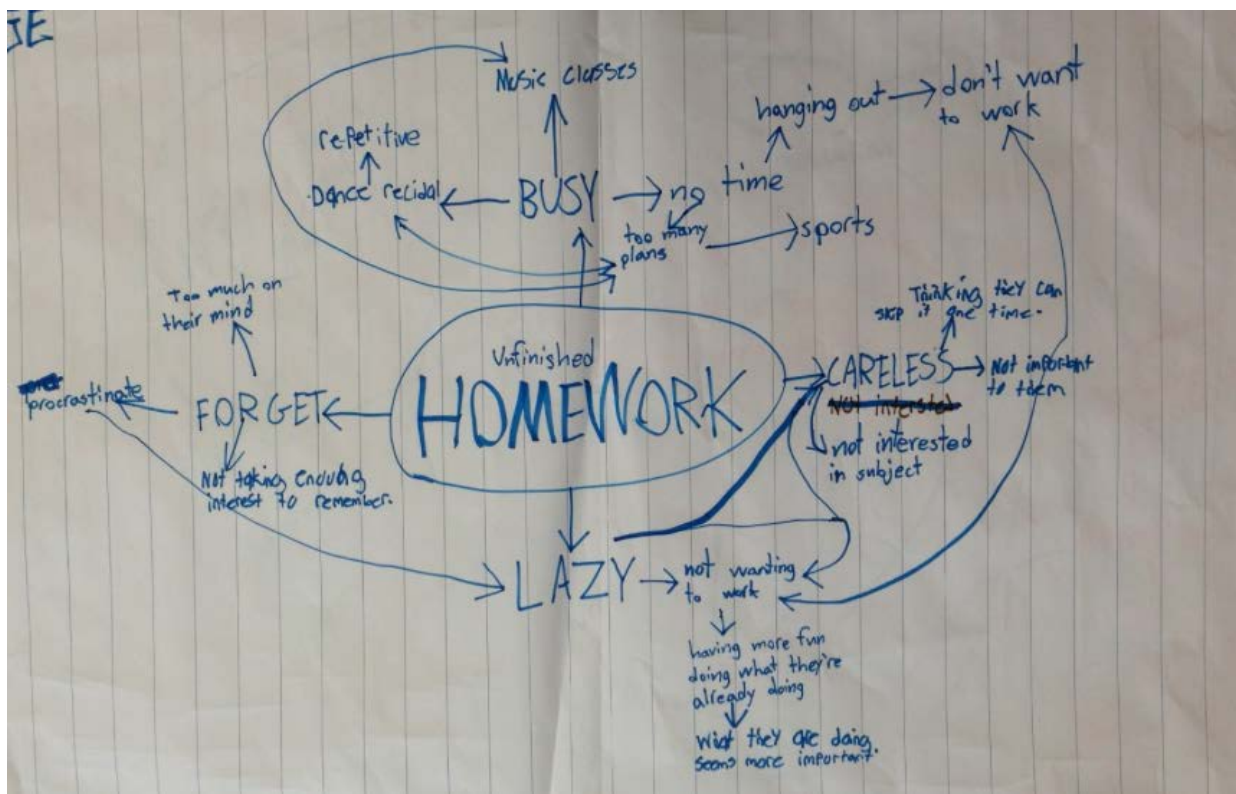 JE
Music classes
repetitive
Dance recidal
BUSY
no time
hanging out
don't want
to work
too many
plans
sports
Too much on
their mind
Thinking they can
skip it one time.
Unfinished
HOMEWORK
CARELESS
Not important
to them
Not intersted
not interested
in subject
procrastinate
FORGET
Not taking enough
interest to remember.
LAZY
not wanting
to work
having more fun
doing what they're
already doing
What they are doing
seems more important.